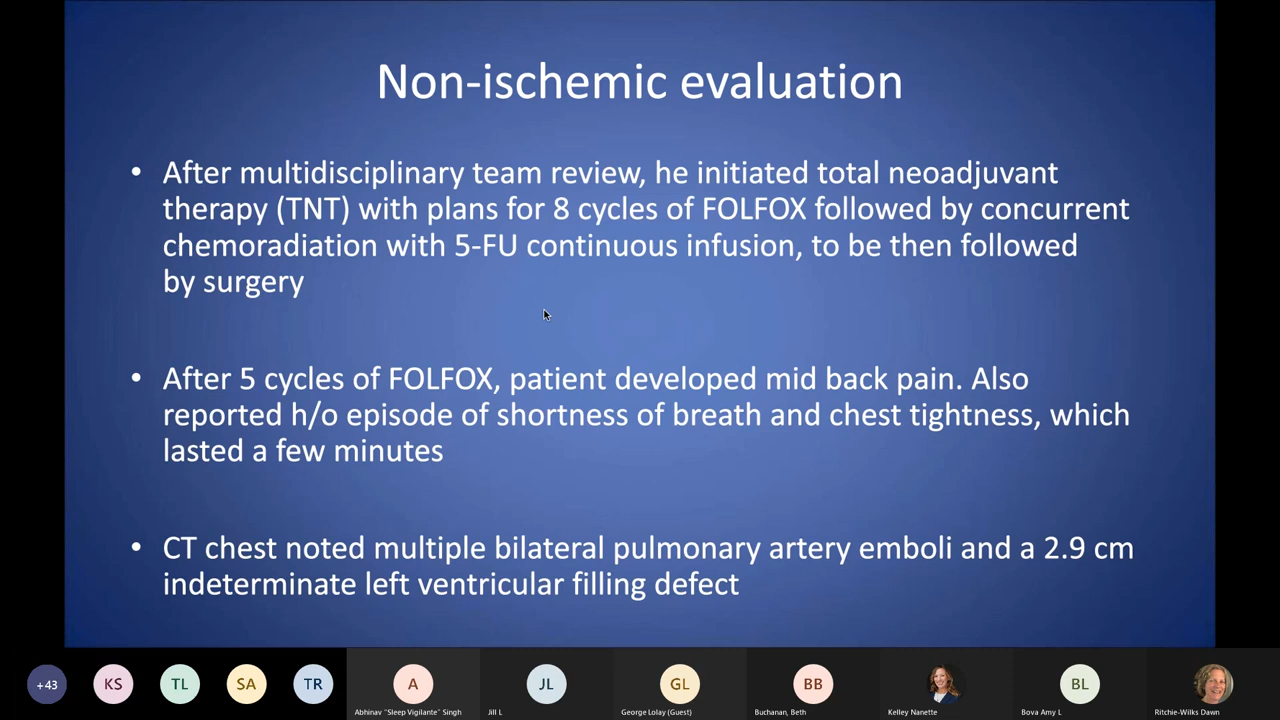 Non-ischemic evaluation
• After multidisciplinary team review, he initiated total neoadjuvant
therapy (TNT) with plans for 8 cycles of FOLFOX followed by concurrent
chemoradiation with 5-FU continuous infusion, to be then followed
by surgery
• After 5 cycles of FOLFOX, patient developed mid back pain. Also
reported h/o episode of shortness of breath and chest tightness, which
lasted a few minutes
• CT chest noted multiple bilateral pulmonary artery emboli and a 2.9 cm
indeterminate left ventricular filling defect
+43 KS TL SA TR A JL GL BB BL
Abhinav "Sleep Vigilante" Singh Jill L George Lolay (Guest) Buchanan, Beth Kelley Nanette Bova Amy L Ritchie-Wilks Dawn